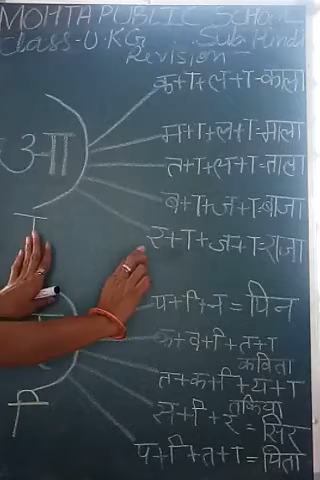 MOHTA PUBLIC SCHOOL
Class-U.KG Sub Hindi
Revision
क+ा+ल+ा-काला
आ
म+ा+ल+ा-माला
त+ा+ल+ा-ताला
ब+ा+ज+ा-बाजा
ा
र+ा+ज+ा-राजा
प+ि+न = पिन
क+व+ि+त+ा
कविता
त+क+ि+य+ा
तकिया
ि
स+ि+र = सिर
प+ि+त+ा = पिता